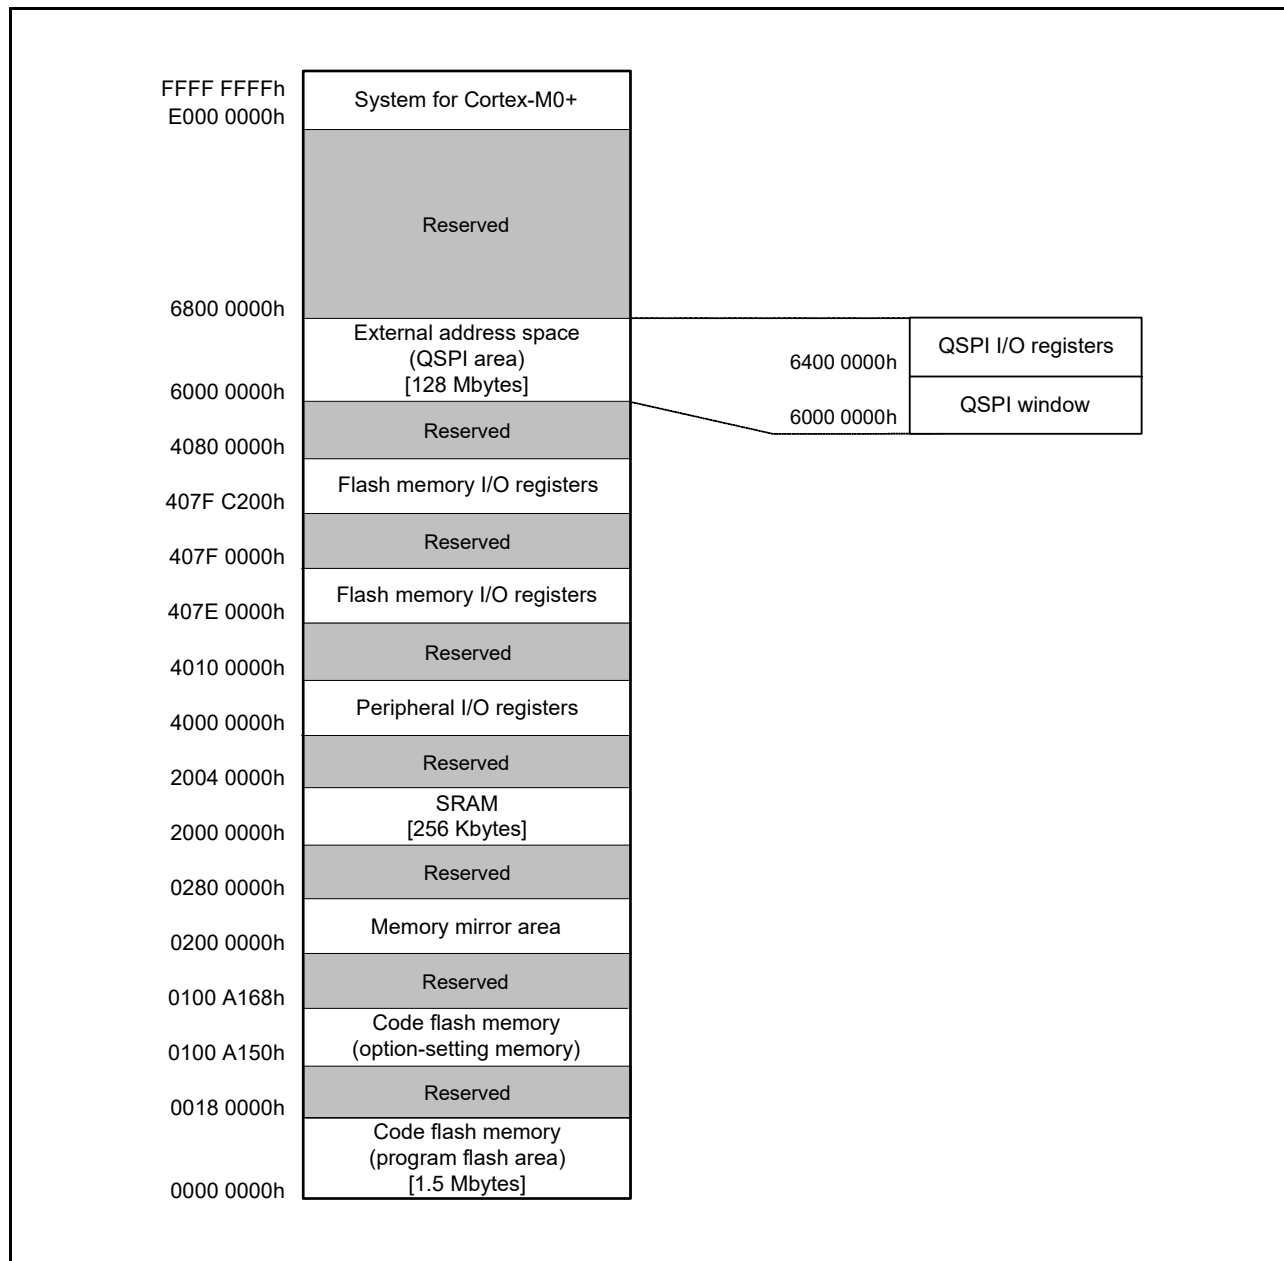 FFFF FFFFh
System for Cortex-M0+
E000 0000h
Reserved
6800 0000h
External address space
(QSPI area)
[128 Mbytes]
6000 0000h
QSPI I/O registers
6400 0000h
QSPI window
6000 0000h
Reserved
4080 0000h
Flash memory I/O registers
407F C200h
Reserved
407F 0000h
Flash memory I/O registers
407E 0000h
Reserved
4010 0000h
Peripheral I/O registers
4000 0000h
Reserved
2004 0000h
SRAM
[256 Kbytes]
2000 0000h
Reserved
0280 0000h
Memory mirror area
0200 0000h
Reserved
0100 A168h
Code flash memory
(option-setting memory)
0100 A150h
Reserved
0018 0000h
Code flash memory
(program flash area)
[1.5 Mbytes]
0000 0000h